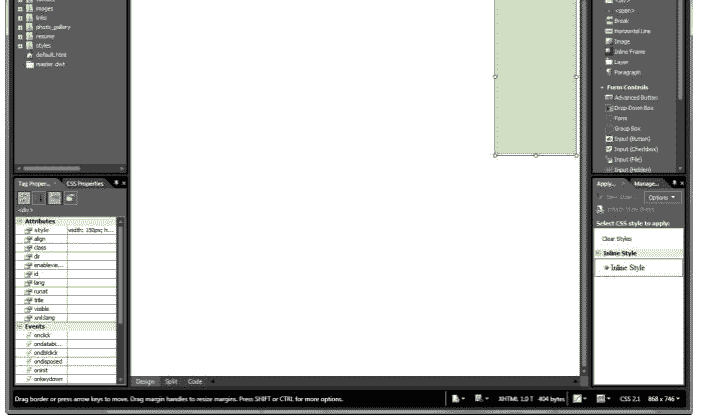 images
links
photo_gallery
resume
styles
default.html
master.dwt
<span>
Break
Horizontal Line
Image
Inline Frame
Layer
Paragraph
Form Controls
Advanced Button
Drop-Down Box
Form
Group Box
Input (Button)
Input (Checkbox)
Input (File)
Input (Hidden)
Tag Proper...
CSS Properties
<div>
Attributes
style width: 150px; h...
align
class
dir
enablevie...
id
lang
runat
title
visible
xml:lang
Events
onclick
ondatabi...
ondblclick
ondisposed
oninit
onkeydown
Apply...
Manage...
New Style...
Options
Attach Style Sheet...
Select CSS style to apply:
Clear Styles
Inline Style
Inline Style
Design Split Code
Drag border or press arrow keys to move. Drag margin handles to resize margins. Press SHIFT or CTRL for more options.
XHTML 1.0 T 404 bytes
CSS 2.1 868 x 746